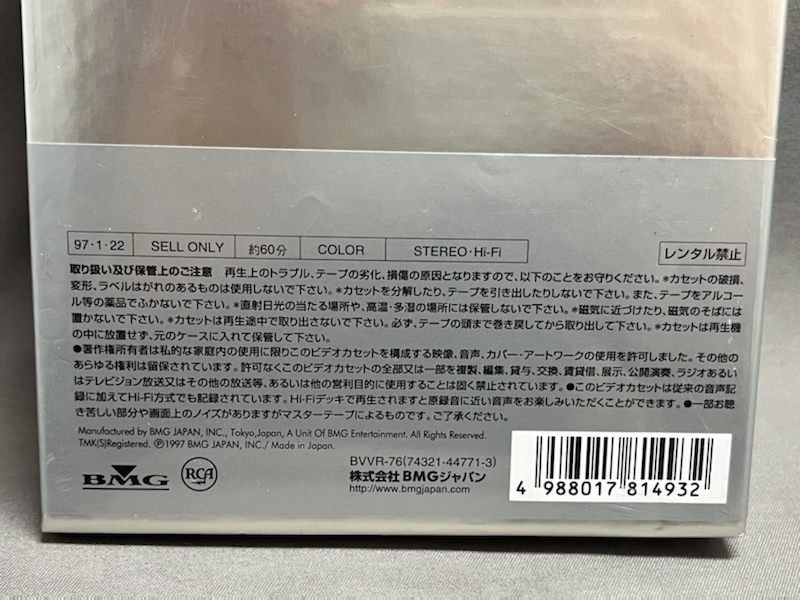 97・1・22 SELL ONLY 約60分 COLOR STEREO・Hi-Fi レンタル禁止
取り扱い及び保管上のご注意 再生上のトラブル、テープの劣化、損傷の原因となりますので、以下のことをお守りください。*カセットの破損、
変形、ラベルはがれのあるものは使用しないで下さい。*カセットを分解したり、テープを引き出したりしないで下さい。また、テープをアルコー
ル等の薬品でふかないで下さい。*直射日光の当たる場所や、高温・多湿の場所には保管しないで下さい。*磁気に近づけたり、磁気のそばには
置かないで下さい。*カセットは再生途中で取り出さないで下さい。必ず、テープの頭まで巻き戻してから取り出して下さい。*カセットは再生機
の中に放置せず、元のケースに入れて保管して下さい。
●著作権所有者は私的な家庭内の使用に限りこのビデオカセットを構成する映像、音声、カバー・アートワークの使用を許可しました。その他の
あらゆる権利は留保されています。許可なくこのビデオカセットの全部又は一部を複製、編集、貸与、交換、賃貸借、展示、公開演奏、ラジオあるい
はテレビジョン放送又はその他の放送等、あるいは他の営利目的に使用することは固く禁止されています。●このビデオカセットは従来の音声記
録に加えてHi-Fi方式でも記録されています。Hi-Fiデッキで再生されますと原録音に近い音声をお楽しみいただくことができます。●一部お聴
き苦しい部分や画面上のノイズがありますがマスターテープによるものです。ご了承ください。
Manufactured by BMG JAPAN, INC., Tokyo,Japan, A Unit Of BMG Entertainment. All Rights Reserved.
TMK(S)Registered. ℗1997 BMG JAPAN, INC./ Made in Japan.
BMG RCA
BVVR-76(74321-44771-3)
株式会社 BMGジャパン
http://www.bmgjapan.com
4 988017 814932